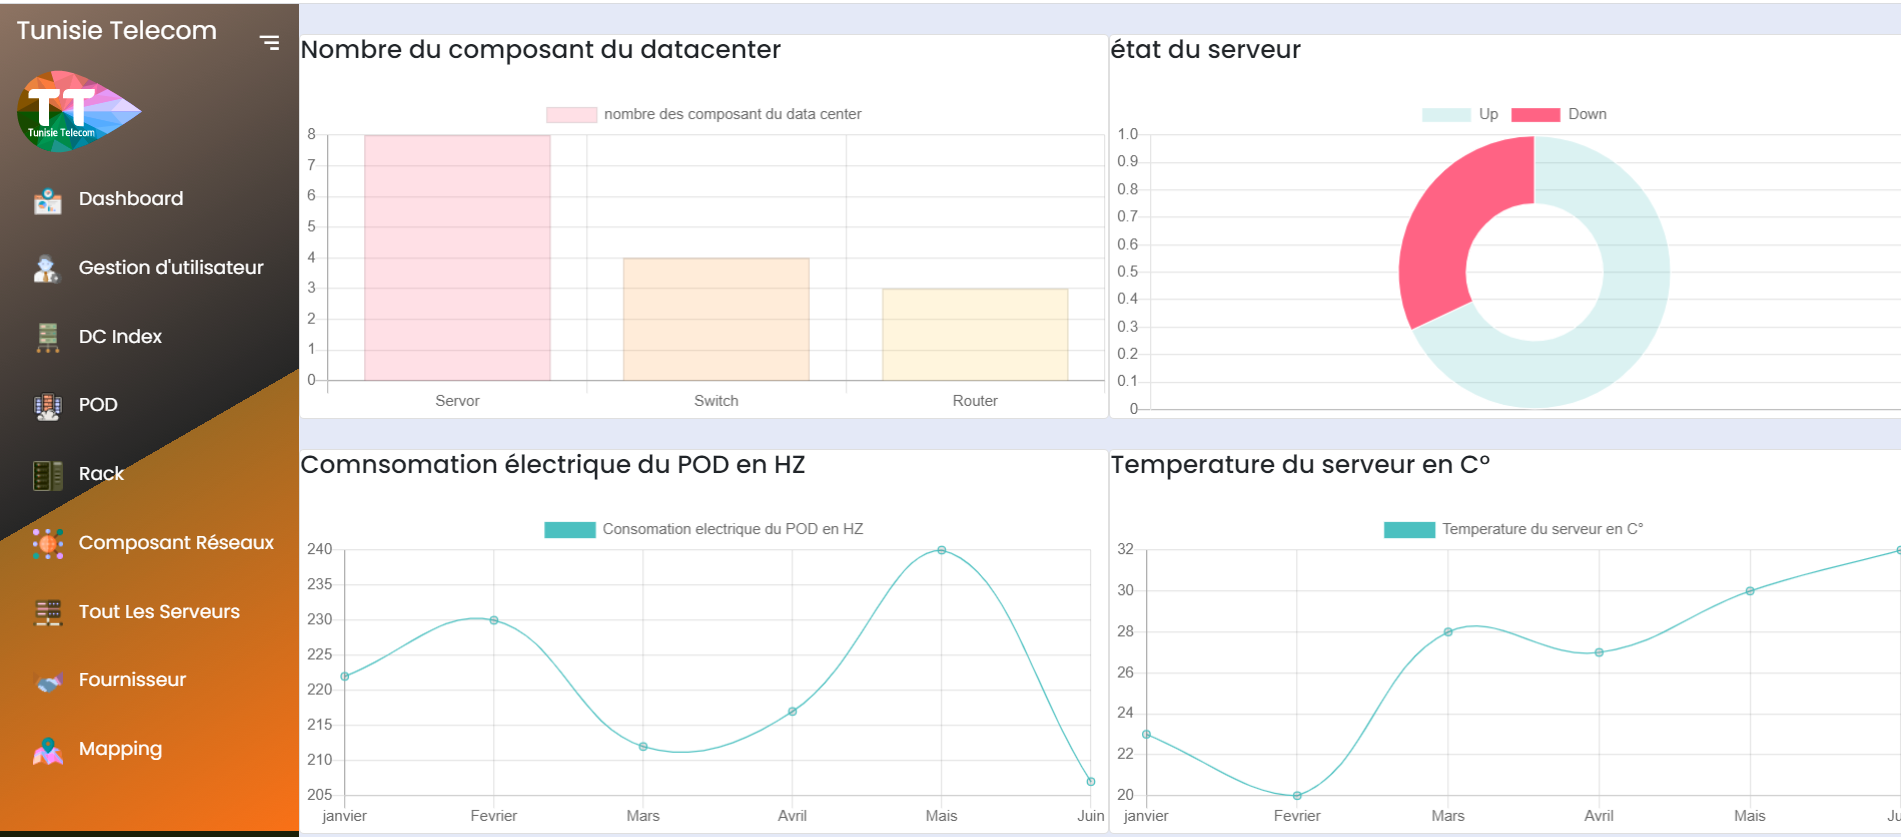 Tunisie Telecom
TT
Tunisie Telecom
Dashboard
Gestion d'utilisateur
DC Index
POD
Rack
Composant Réseaux
Tout Les Serveurs
Fournisseur
Mapping
Nombre du composant du datacenter
nombre des composant du data center
8
7
6
5
4
3
2
1
0
Servor Switch Router
état du serveur
Up Down
1.0
0.9
0.8
0.7
0.6
0.5
0.4
0.3
0.2
0.1
0
Comnsomation électrique du POD en HZ
Consomation electrique du POD en HZ
240
235
230
225
220
215
210
205
janvier Fevrier Mars Avril Mais Juin
Temperature du serveur en C°
Temperature du serveur en C°
32
30
28
26
24
22
20
janvier Fevrier Mars Avril Mais